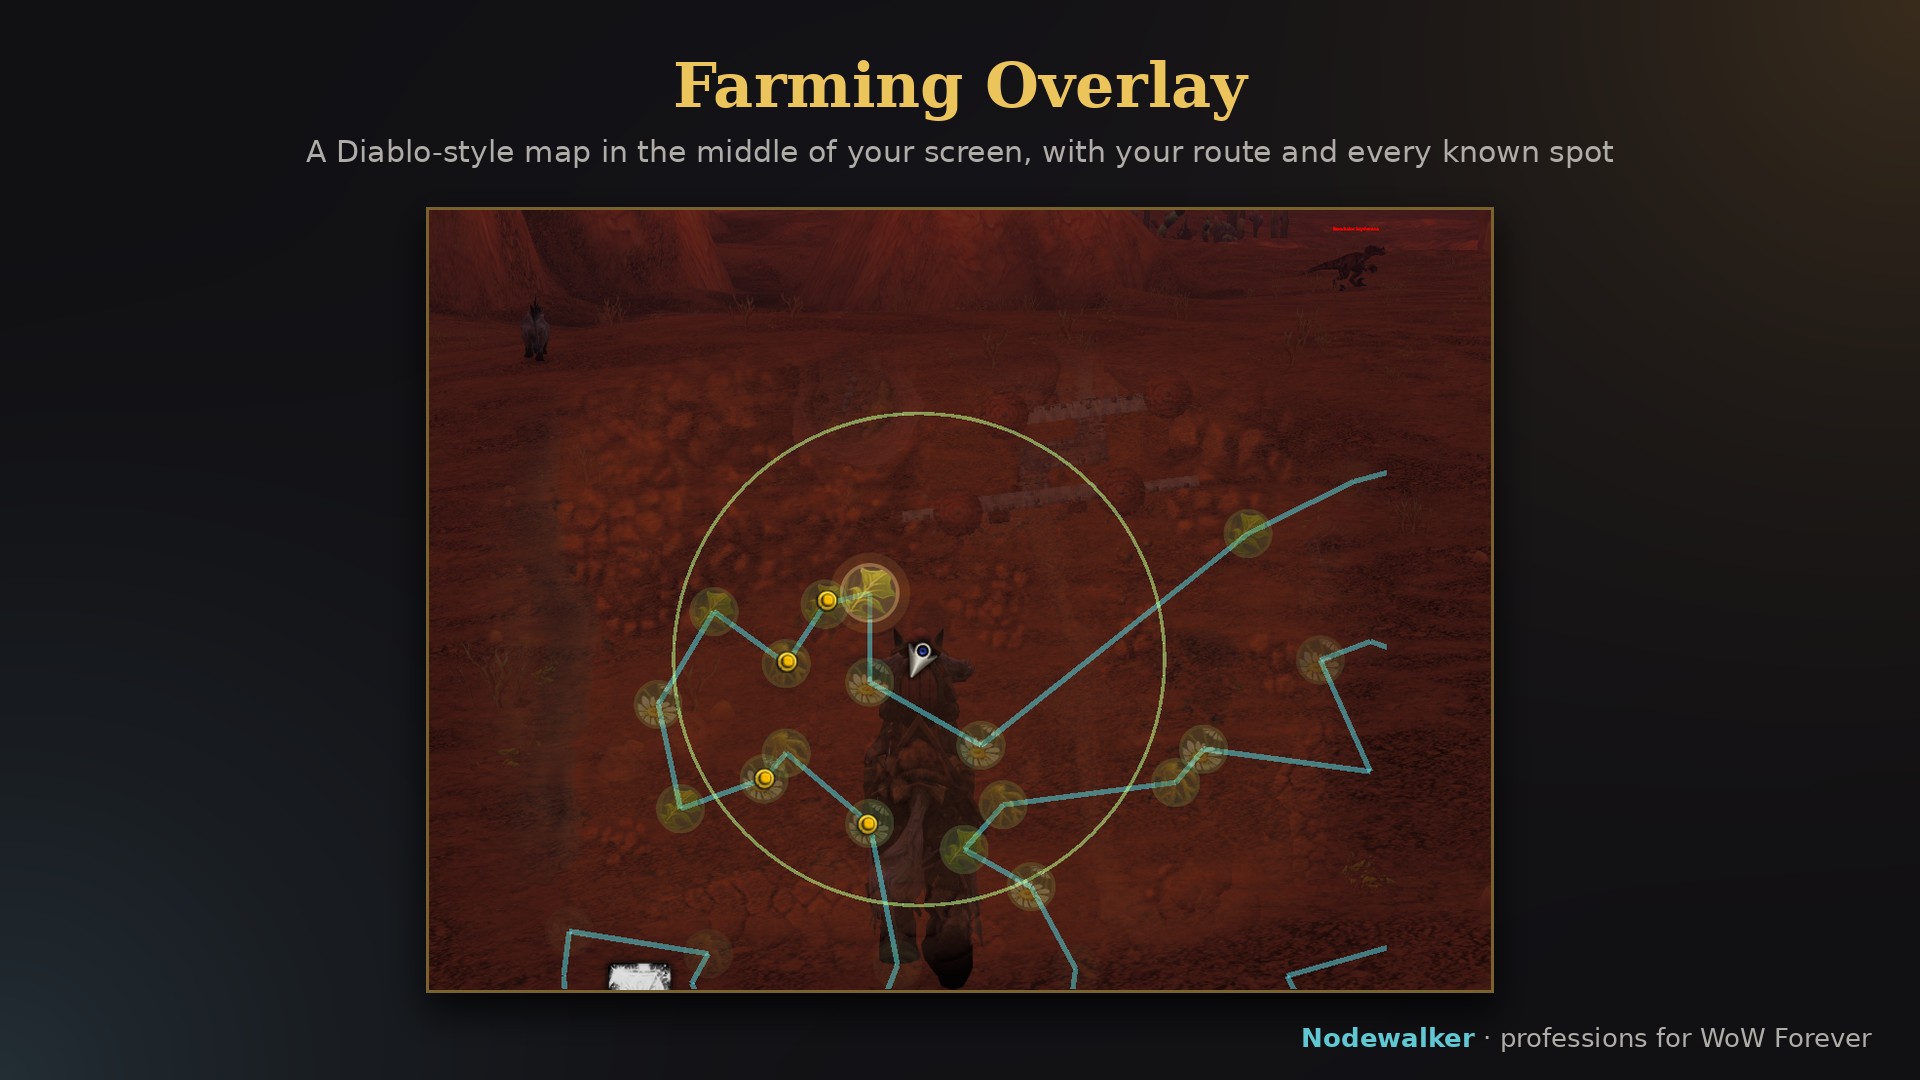 Farming Overlay
A Diablo-style map in the middle of your screen, with your route and every known spot
Nodewalker · professions for WoW Forever